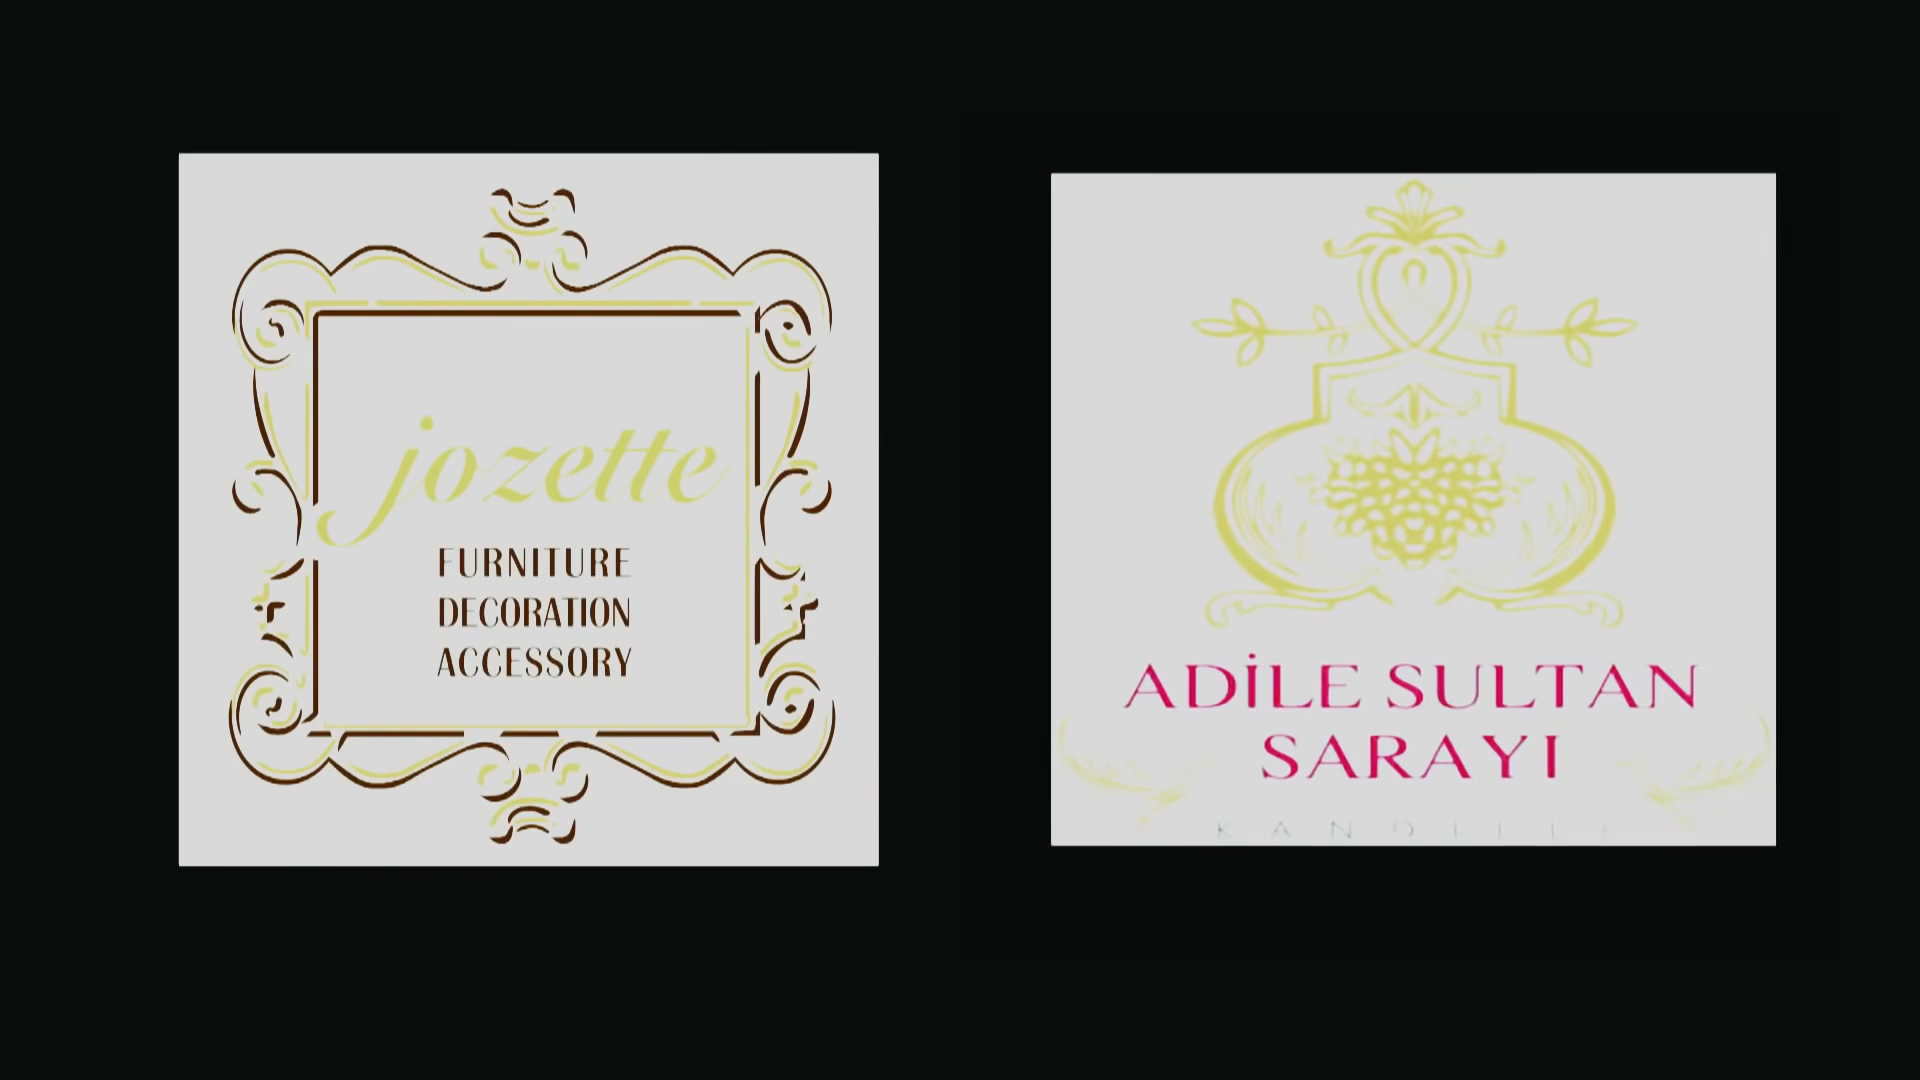 jozette
FURNITURE
DECORATION
ACCESSORY
ADİLE SULTAN
SARAYI